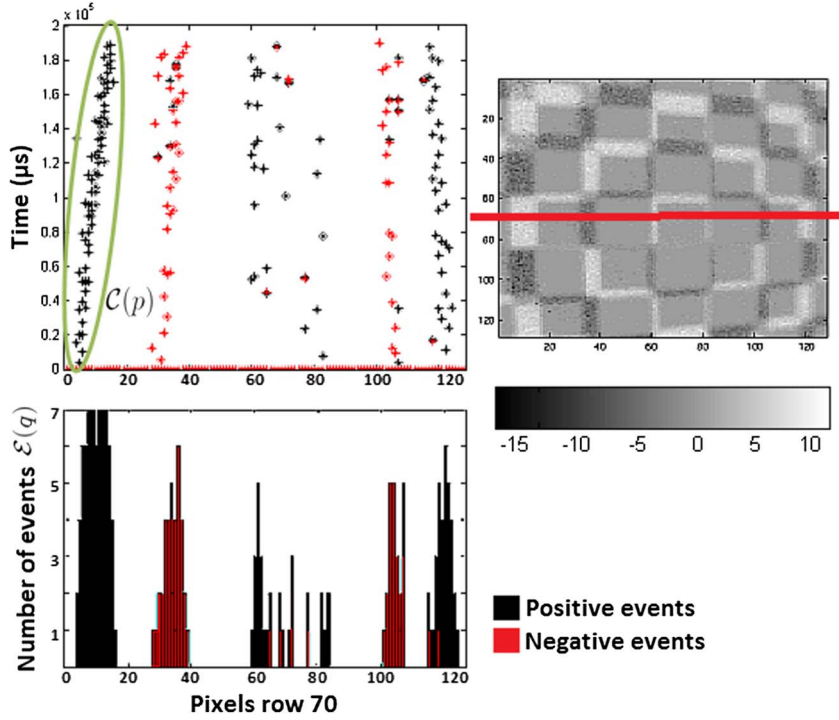 × 10⁵
2
1.8
1.6
1.4
1.2
1
0.8
0.6
0.4
0.2
0
Time (μs)
C(p)
0 20 40 60 80 100 120
20
40
60
80
100
120
20 40 60 80 100 120
-15 -10 -5 0 5 10
7
5
3
1
Number of events ℰ(q)
0 20 40 60 80 100 120
Pixels row 70
Positive events
Negative events